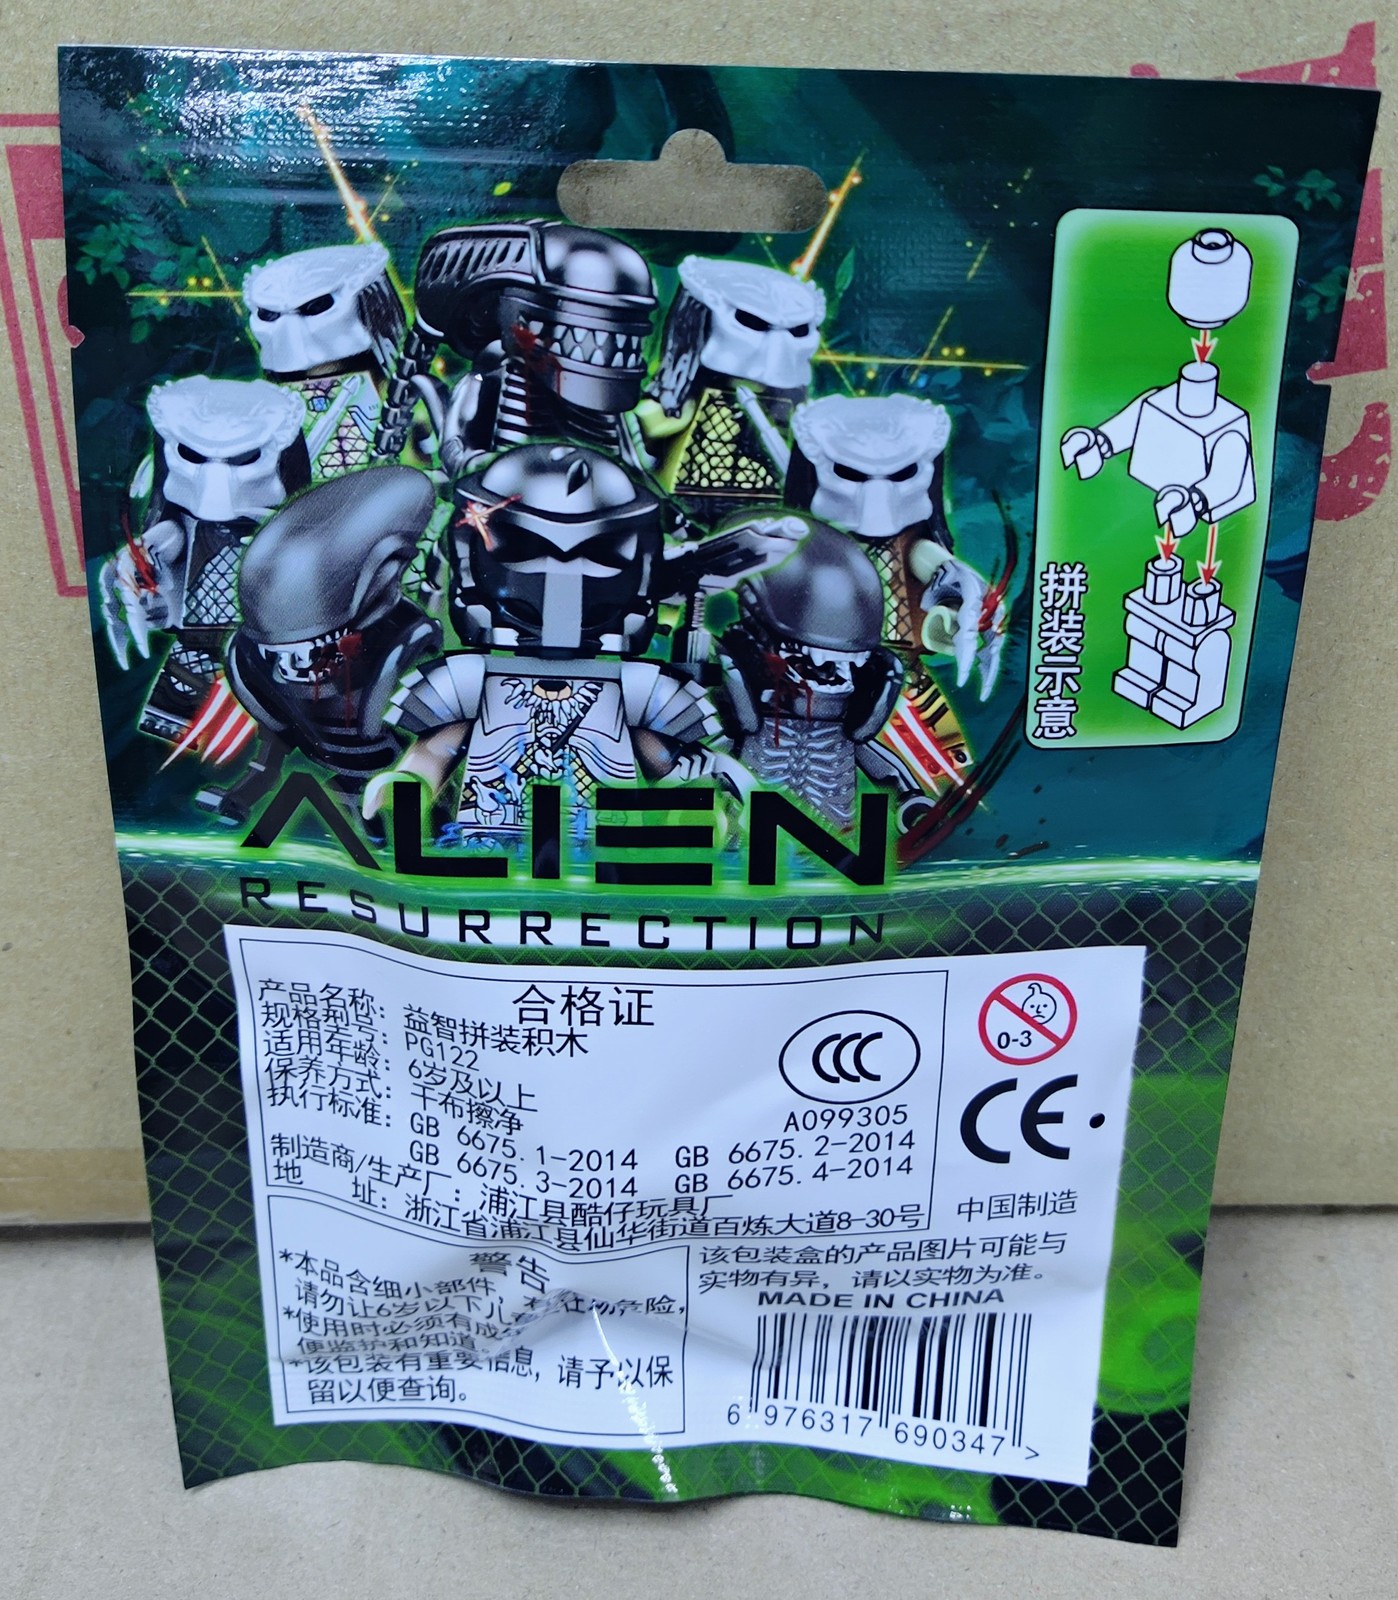 拼装示意
ALIEN
RESURRECTION
合格证
产品名称： 益智拼装积木
规格型号： PG122
适用年龄： 6岁及以上
保养方式： 干布擦净
执行标准： GB 6675.1-2014 GB 6675.2-2014
GB 6675.3-2014 GB 6675.4-2014
制造商/生产厂：浦江县酷仔玩具厂
地 址：浙江省浦江县仙华街道百炼大道8-30号
CCC
A099305
0-3
CE
中国制造
警告
*本品含细小部件，
请勿让6岁以下儿 危险，
*使用时必须有成
便监护和知道。
*该包装有重要信息，请予以保
留以便查询。
该包装盒的产品图片可能与
实物有异，请以实物为准。
MADE IN CHINA
6 976317 690347 >